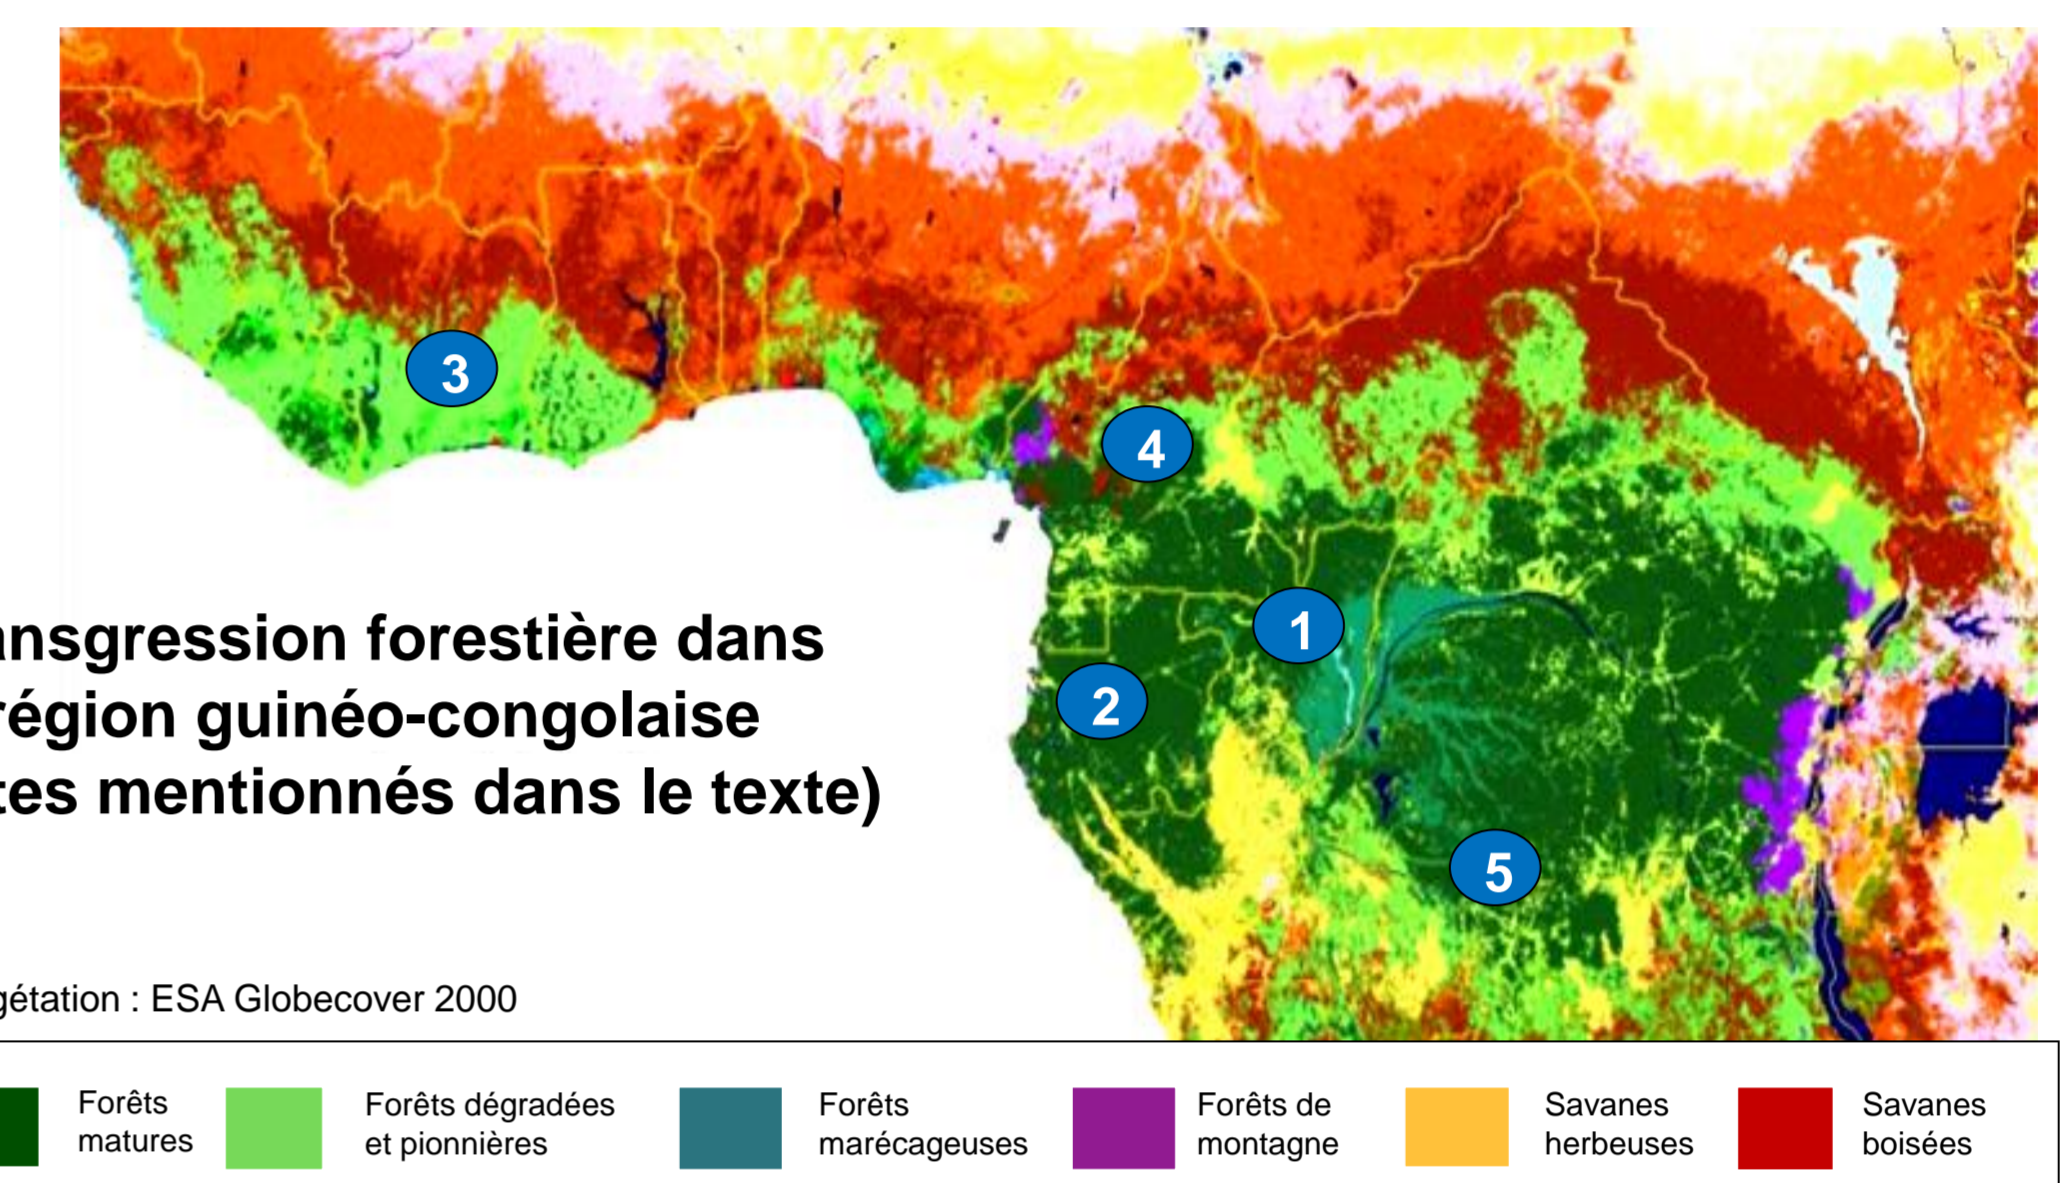 3
4
1
2
5
ansgression forestière dans
région guinéo-congolaise
tes mentionnés dans le texte)
gétation : ESA Globecover 2000
Forêts
matures
Forêts dégradées
et pionnières
Forêts
marécageuses
Forêts de
montagne
Savanes
herbeuses
Savanes
boisées